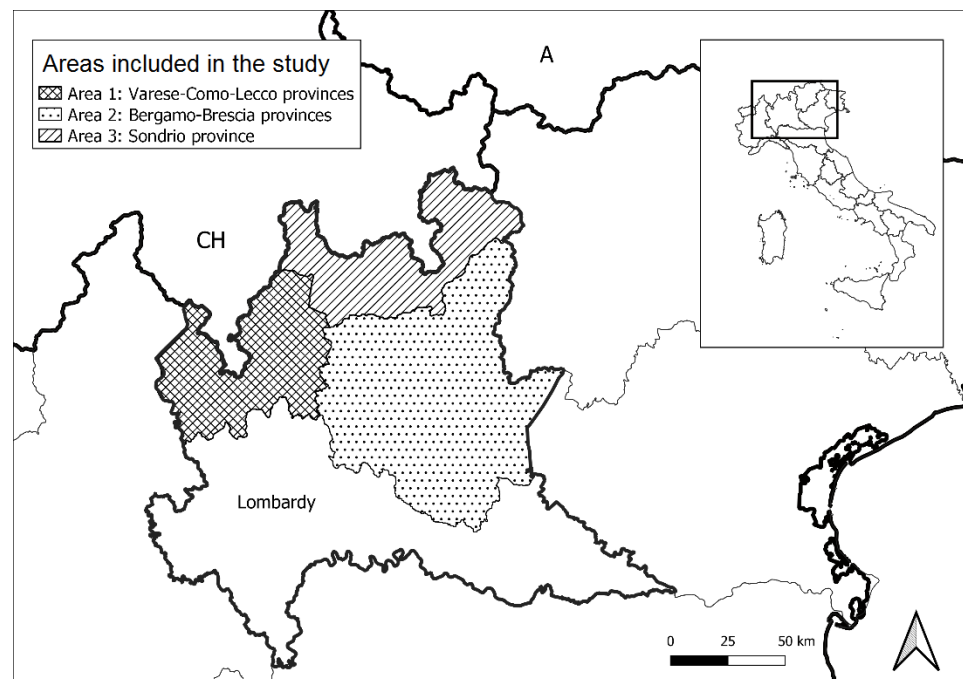 Areas included in the study
Area 1: Varese-Como-Lecco provinces
Area 2: Bergamo-Brescia provinces
Area 3: Sondrio province
A
CH
Lombardy
0 25 50 km